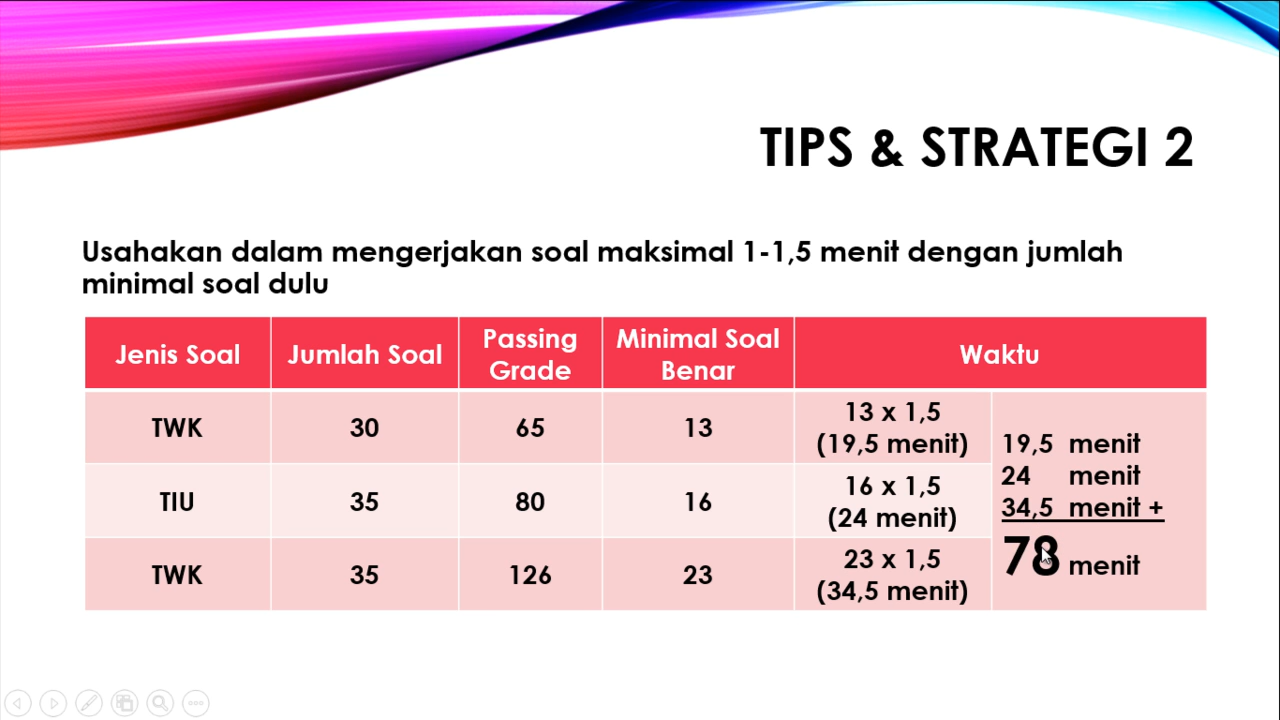 TIPS & STRATEGI 2
Usahakan dalam mengerjakan soal maksimal 1-1,5 menit dengan jumlah
minimal soal dulu
Jenis Soal
Jumlah Soal
Passing
Grade
Minimal Soal
Benar
Waktu
TWK
30
65
13
13 x 1,5
(19,5 menit)
TIU
35
80
16
16 x 1,5
(24 menit)
TWK
35
126
23
23 x 1,5
(34,5 menit)
19,5 menit
24 menit
34,5 menit +
78 menit